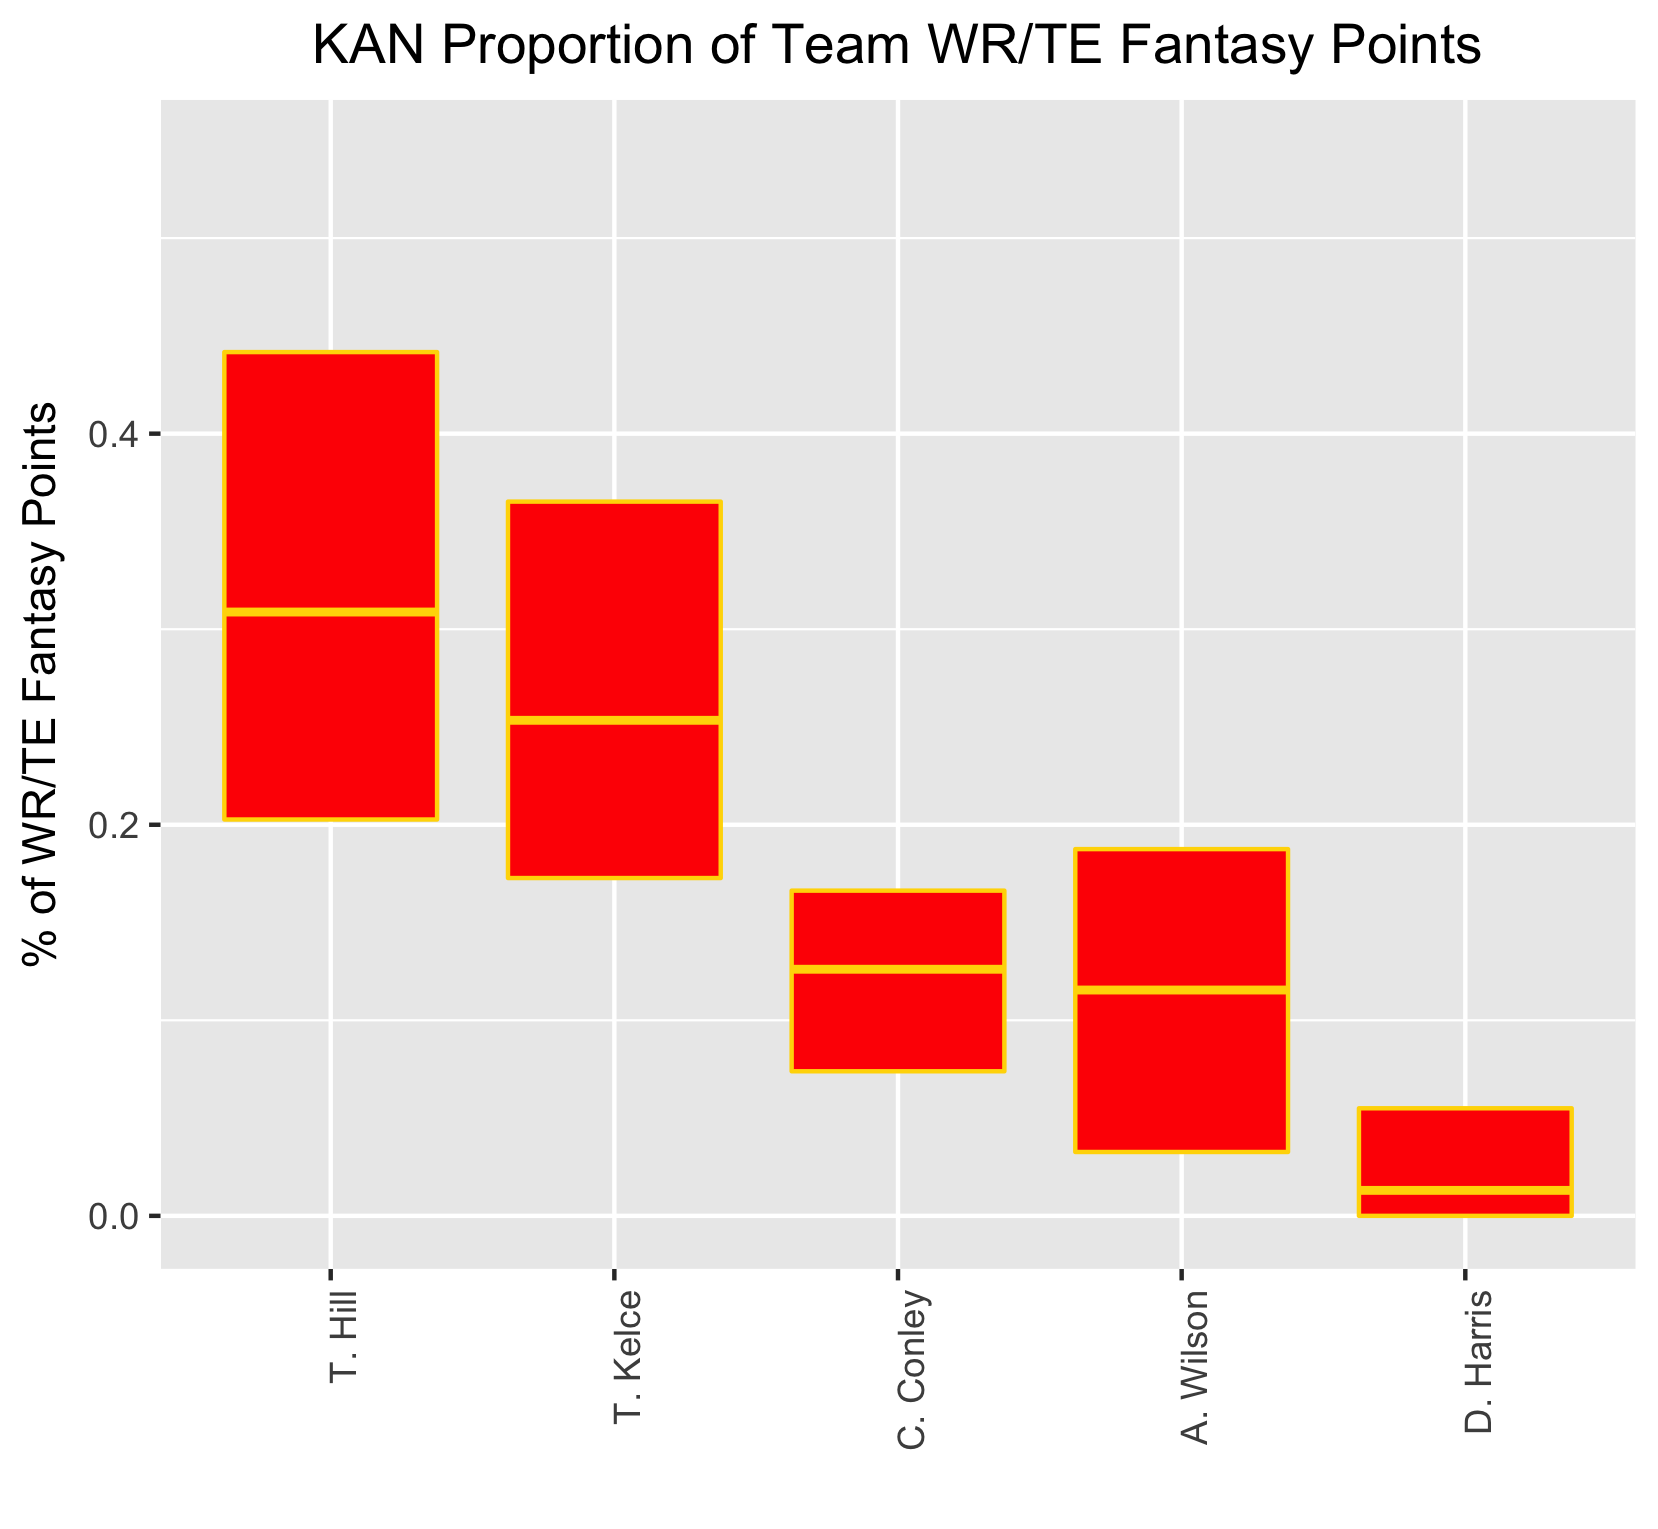 KAN Proportion of Team WR/TE Fantasy Points
% of WR/TE Fantasy Points
0.4
0.2
0.0
T. Hill
T. Kelce
C. Conley
A. Wilson
D. Harris